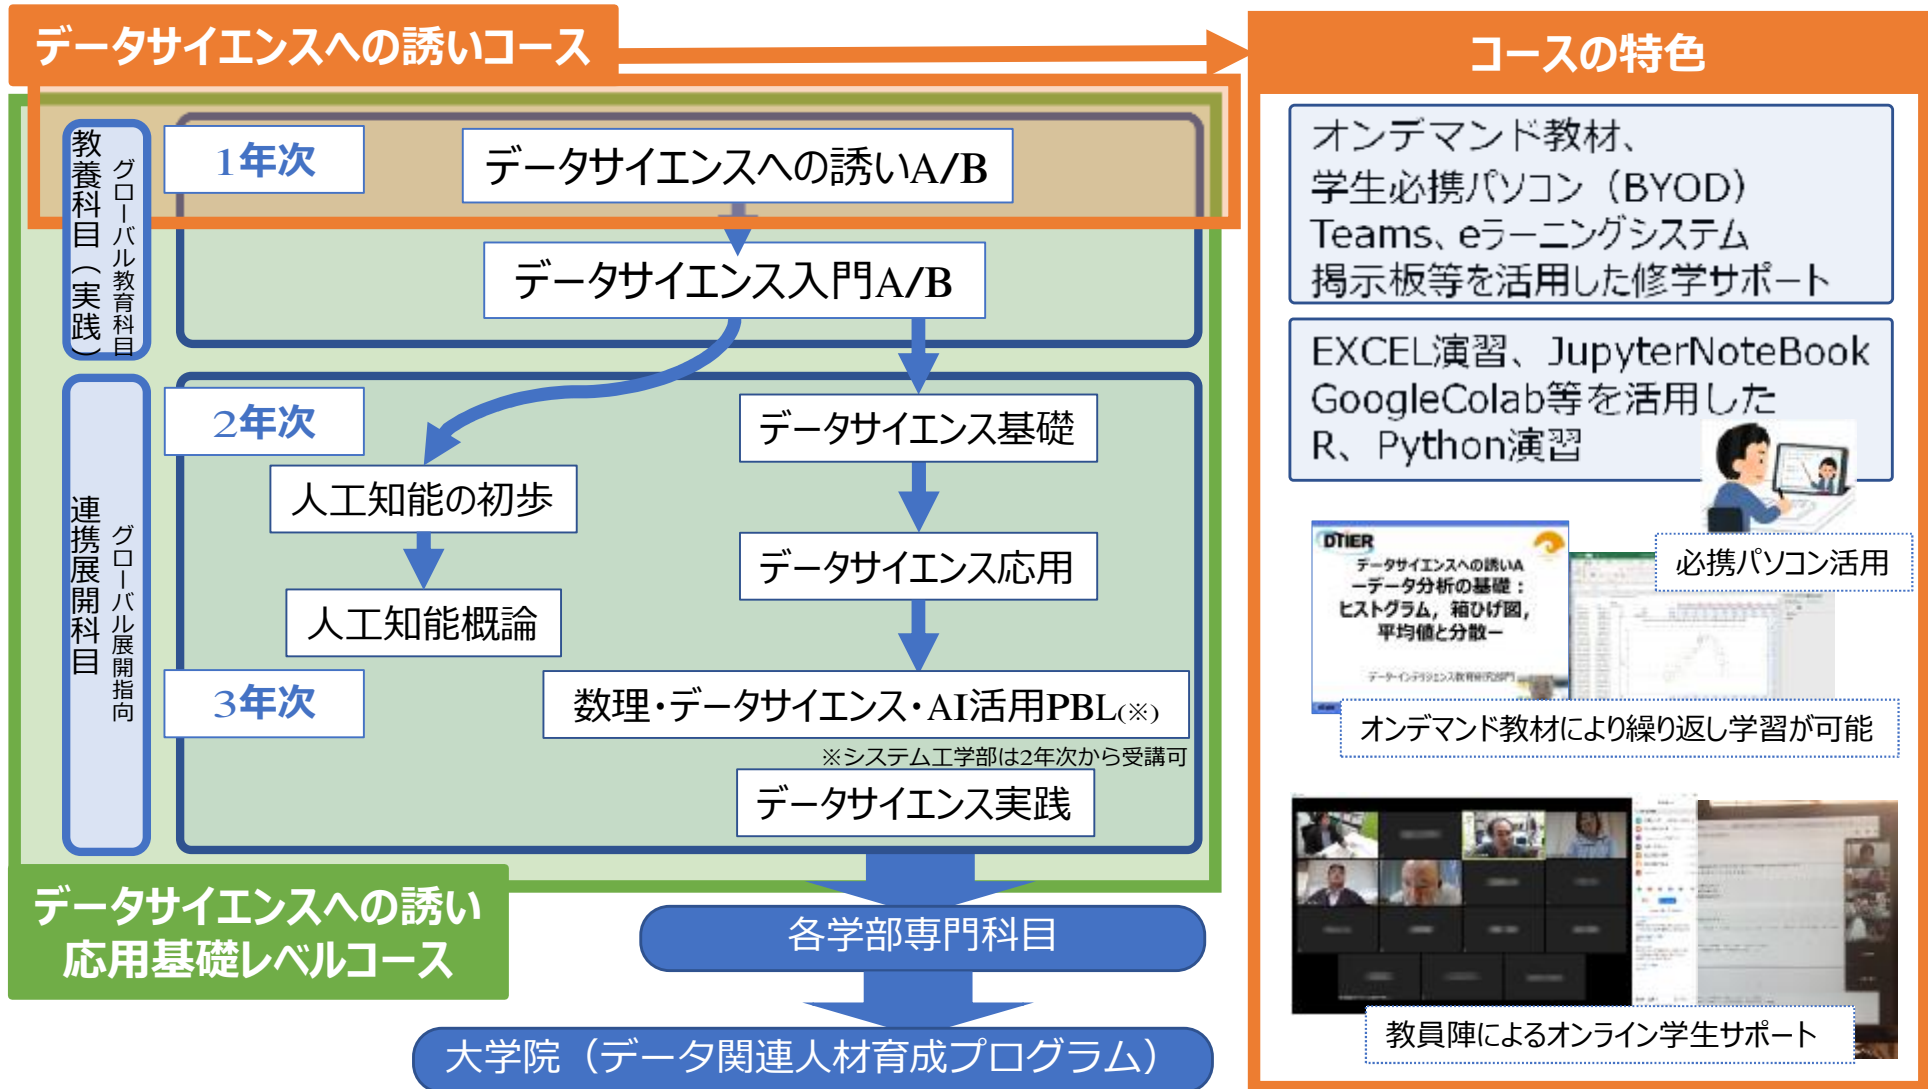 データサイエンスへの誘いコース
教養科目（実践）
グローバル教育科目
1年次
データサイエンスへの誘いA/B
データサイエンス入門A/B
連携展開科目
グローバル展開指向
2年次
データサイエンス基礎
人工知能の初歩
データサイエンス応用
人工知能概論
3年次
数理・データサイエンス・AI活用PBL(※)
※システム工学部は2年次から受講可
データサイエンス実践
データサイエンスへの誘い
応用基礎レベルコース
各学部専門科目
大学院（データ関連人材育成プログラム）
コースの特色
オンデマンド教材、
学生必携パソコン（BYOD）
Teams、eラーニングシステム
掲示板等を活用した修学サポート
EXCEL演習、JupyterNoteBook
GoogleColab等を活用した
R、Python演習
必携パソコン活用
DTIER
データサイエンスへの誘いA
ーデータ分析の基礎：
ヒストグラム，箱ひげ図，
平均値と分散ー
データ・インテリジェンス教育研究部門
オンデマンド教材により繰り返し学習が可能
教員陣によるオンライン学生サポート